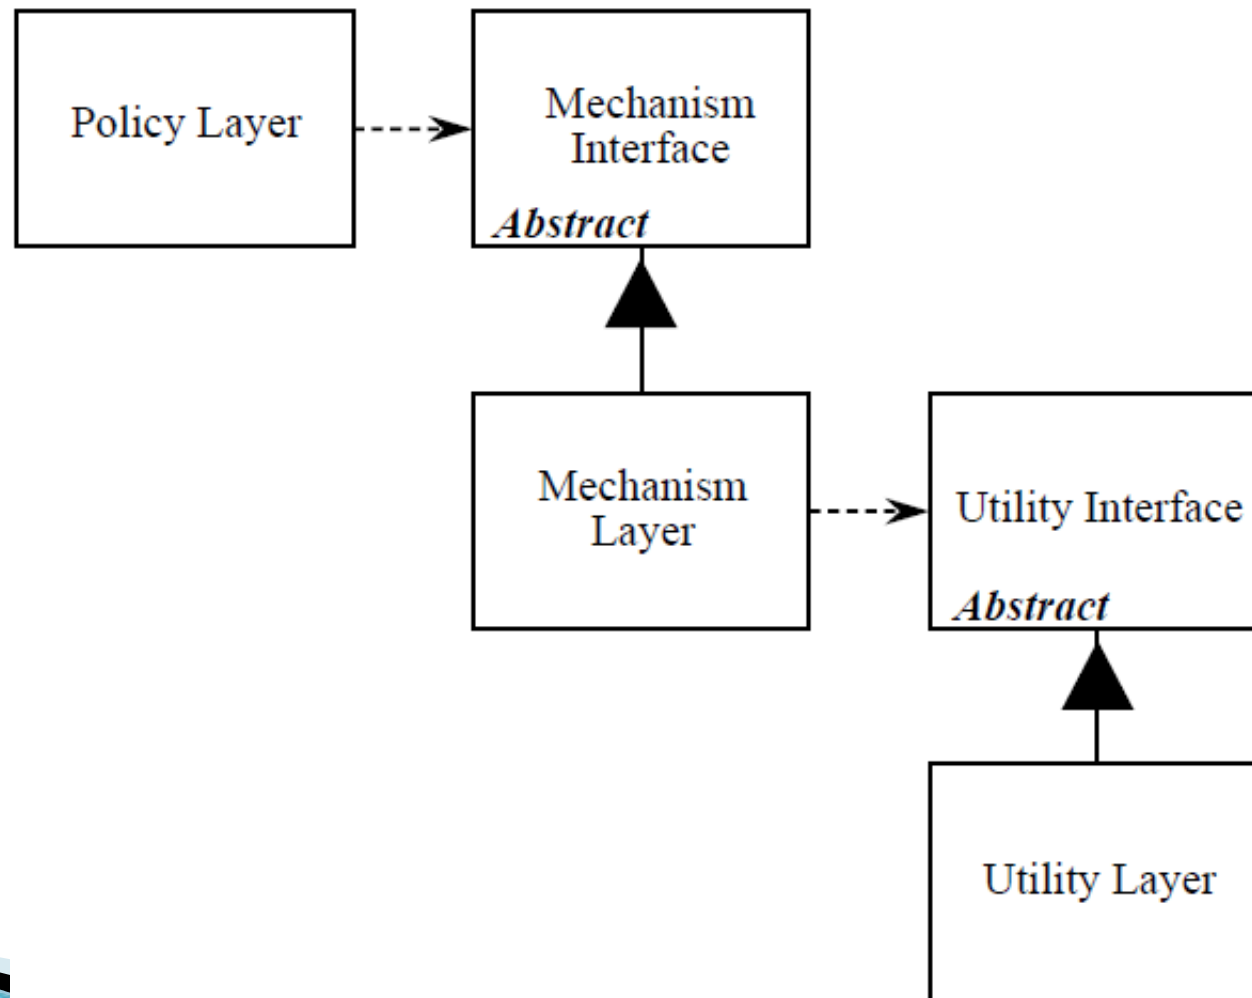 Policy Layer
Mechanism
Interface
Abstract
Mechanism
Layer
Utility Interface
Abstract
Utility Layer